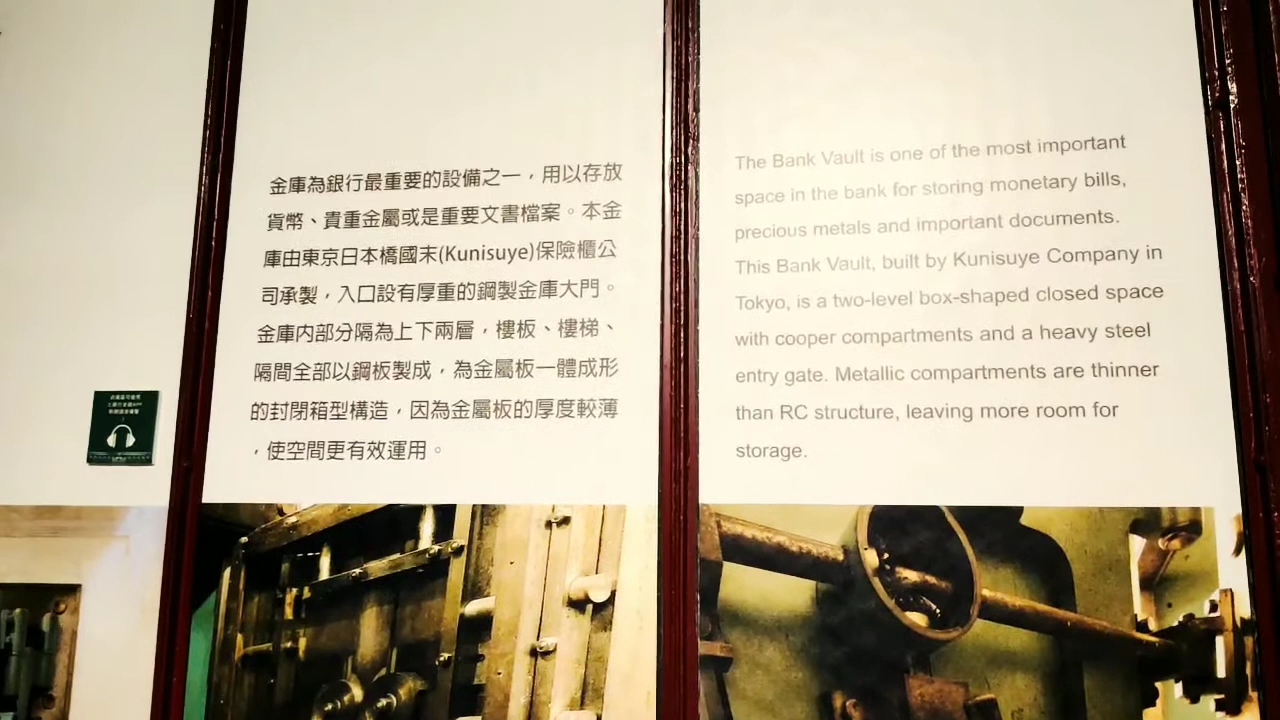 金庫為銀行最重要的設備之一，用以存放
貨幣、貴重金屬或是重要文書檔案。本金
庫由東京日本橋國末(Kunisuye)保險櫃公
司承製，入口設有厚重的鋼製金庫大門。
金庫內部分隔為上下兩層，樓板、樓梯、
隔間全部以鋼板製成，為金屬板一體成形
的封閉箱型構造，因為金屬板的厚度較薄
，使空間更有效運用。
The Bank Vault is one of the most important
space in the bank for storing monetary bills,
precious metals and important documents.
This Bank Vault, built by Kunisuye Company in
Tokyo, is a two-level box-shaped closed space
with cooper compartments and a heavy steel
entry gate. Metallic compartments are thinner
than RC structure, leaving more room for
storage.